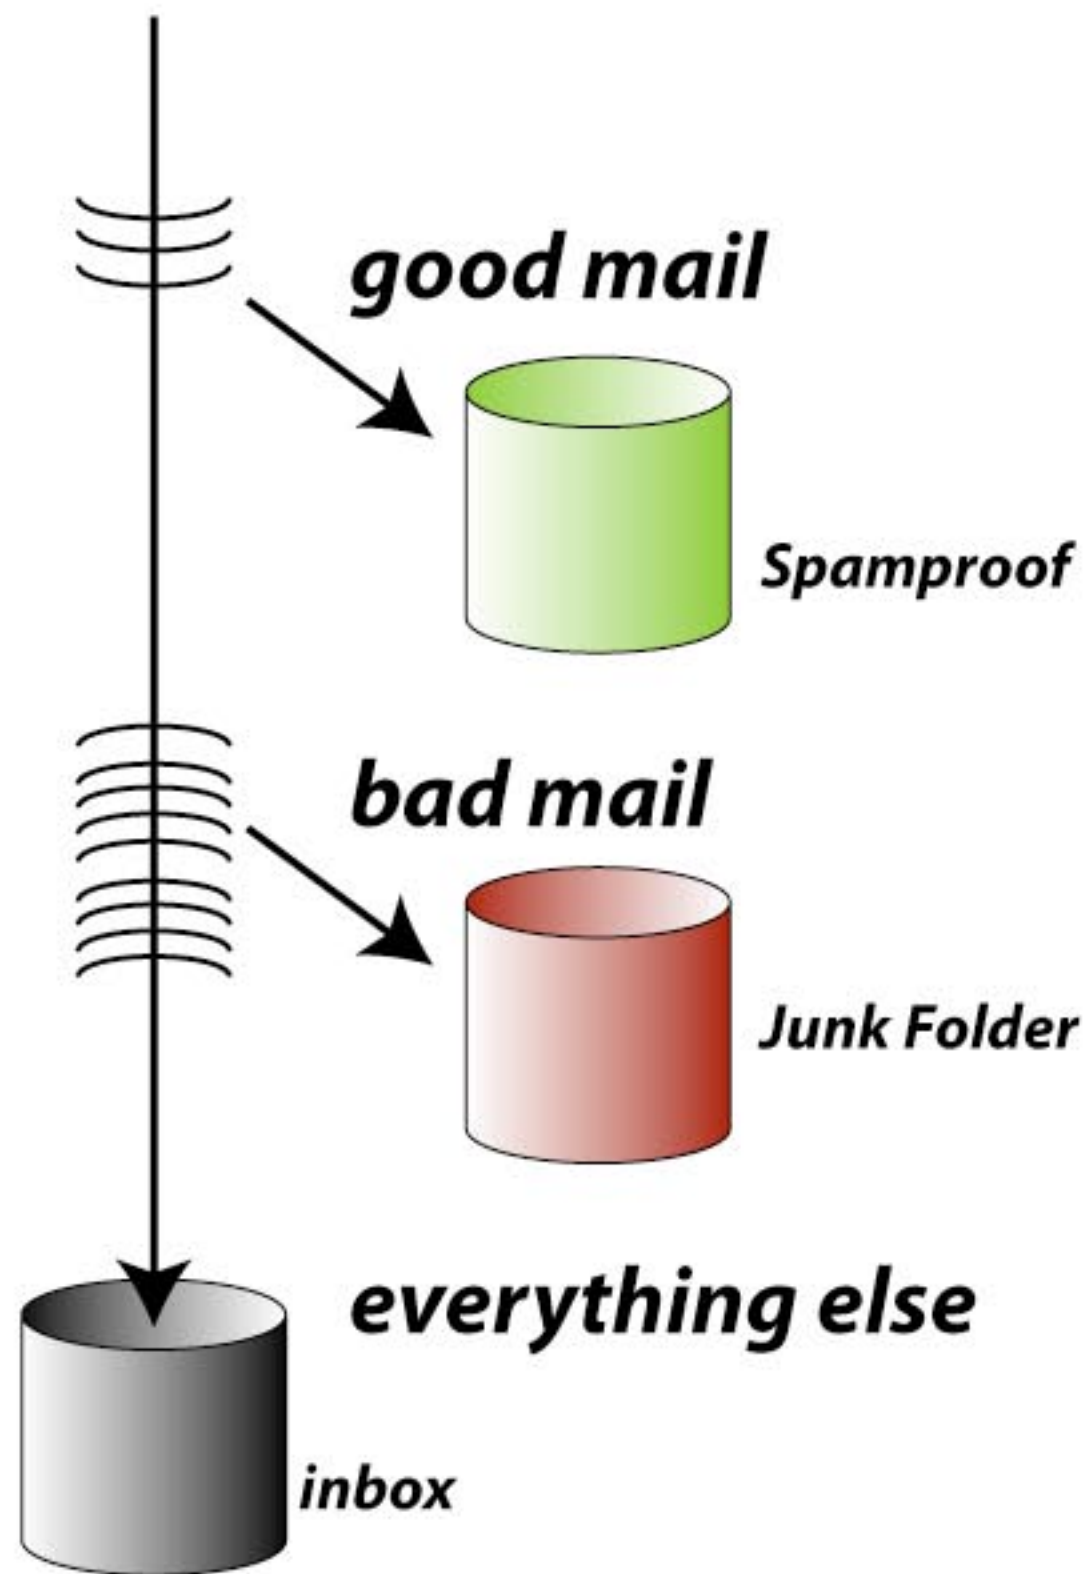 good mail
Spamproof
bad mail
Junk Folder
everything else
inbox